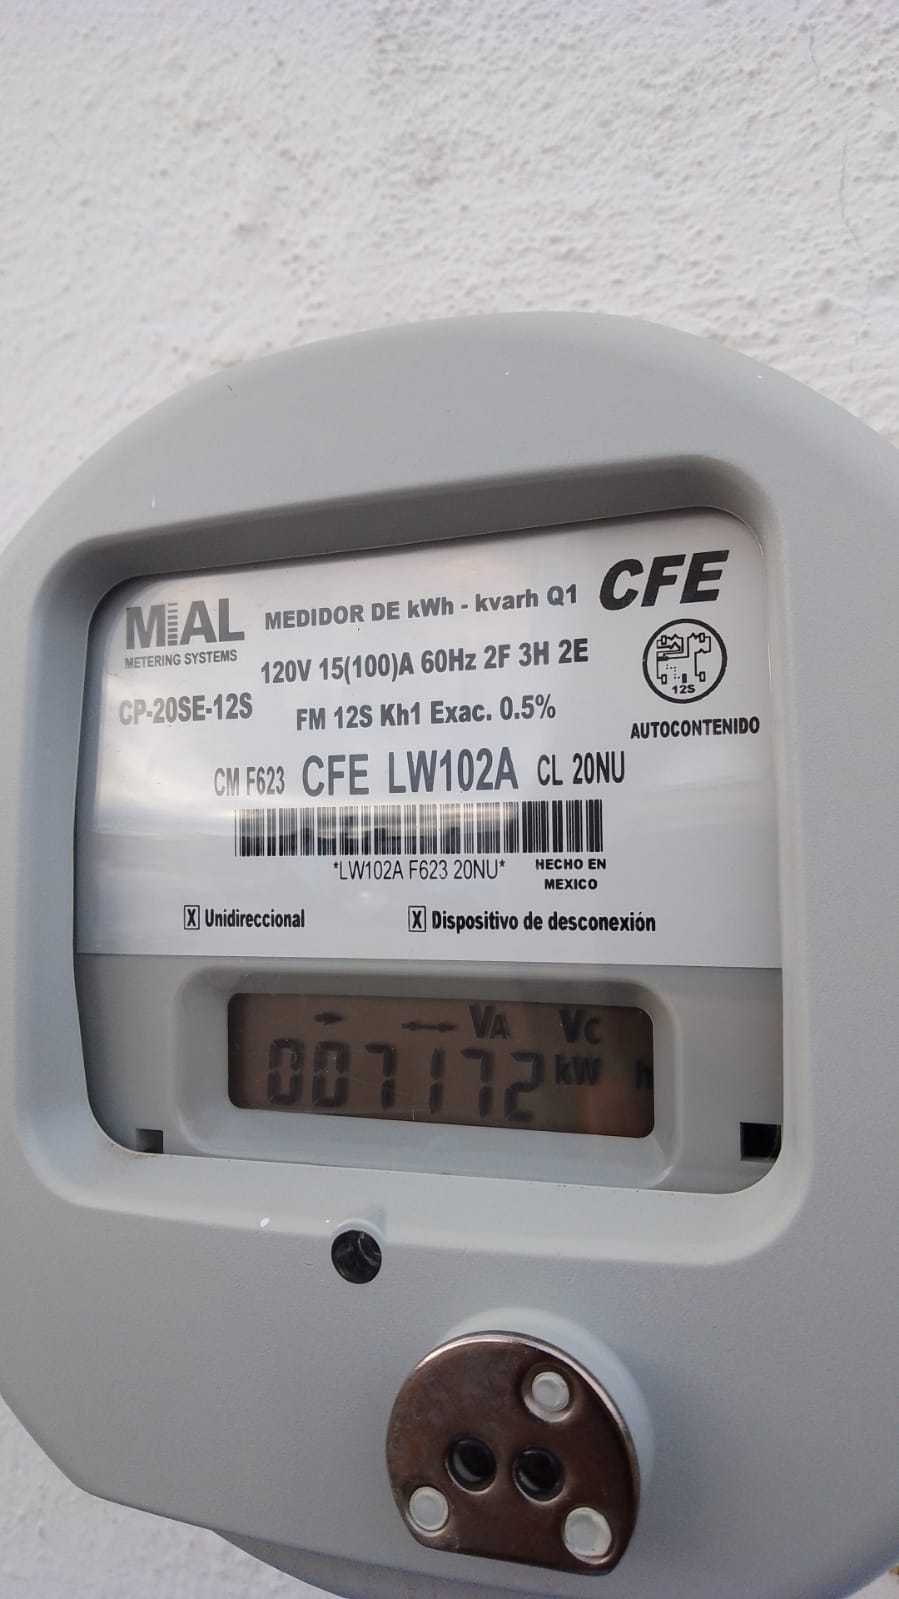 MIAL
METERING SYSTEMS
MEDIDOR DE kWh - kvarh Q1
CFE
120V 15(100)A 60Hz 2F 3H 2E
12S
CP-20SE-12S
FM 12S Kh1 Exac. 0.5%
AUTOCONTENIDO
CM F623 CFE LW102A CL 20NU
*LW102A F623 20NU*
HECHO EN
MEXICO
X Unidireccional
X Dispositivo de desconexión
VA VC
007172 kW h